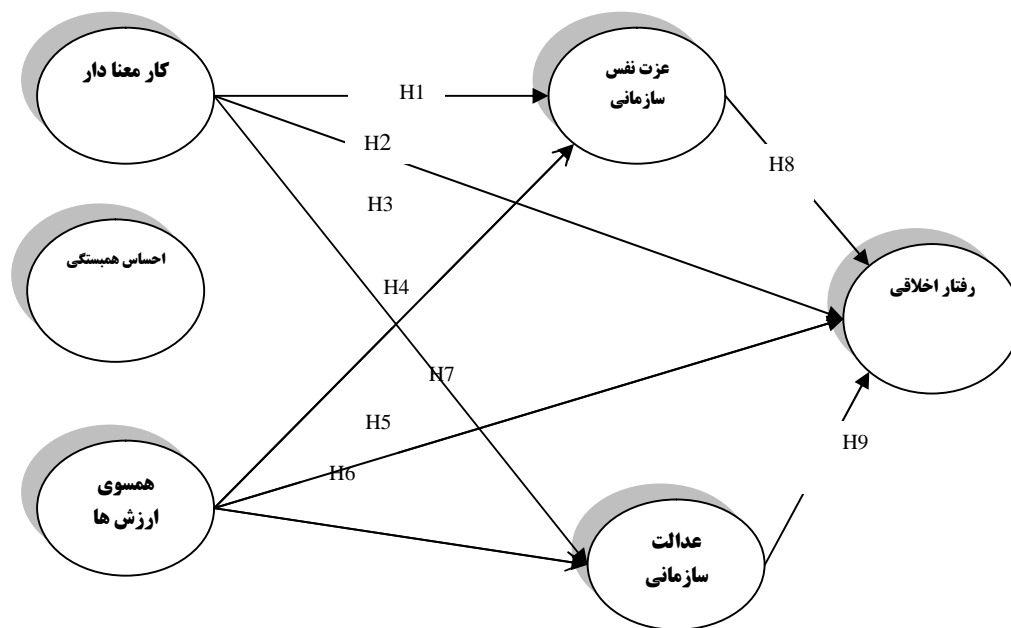 کار معنا دار
عزت نفس
سازمانی
H1
H2
H8
H3
احساس همبستگی
رفتار اخلاقی
H4
H7
H5
H9
H6
همسوی
ارزش ها
عدالت
سازمانی